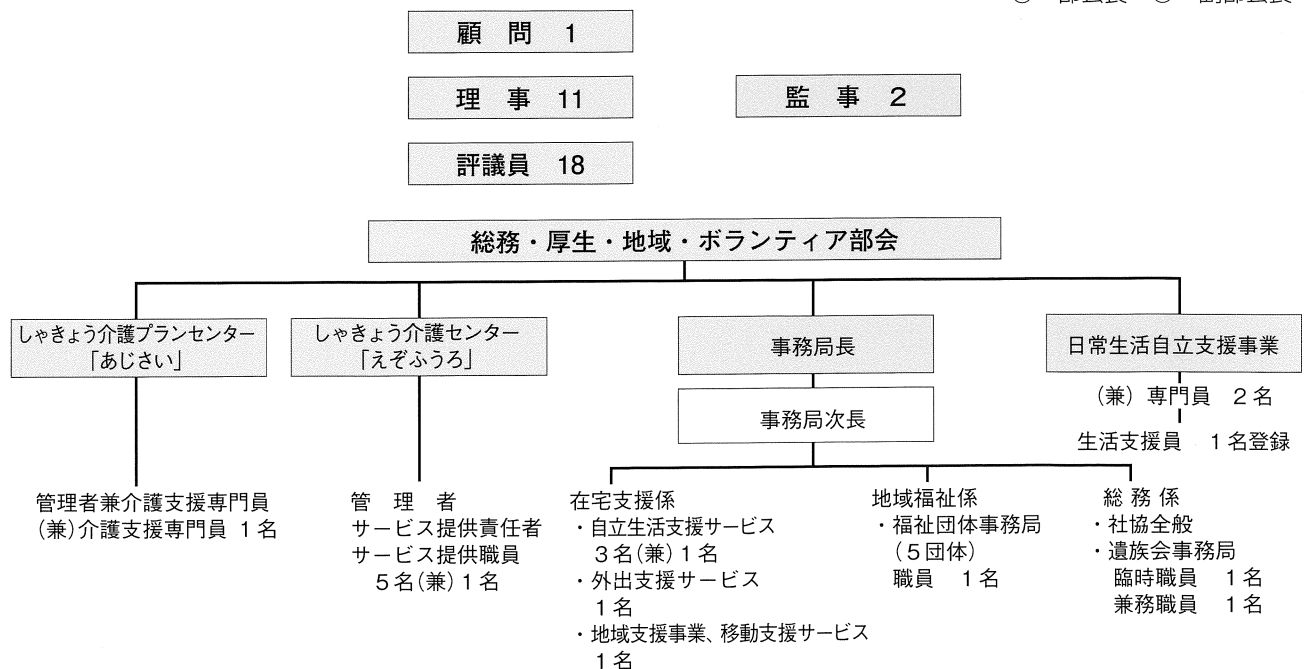 顧 問 1
理 事 11
監 事 2
評議員 18
総務・厚生・地域・ボランティア部会
しゃきょう介護プランセンター
「あじさい」
管理者兼介護支援専門員
(兼)介護支援専門員 1名
しゃきょう介護センター
「えぞふうろ」
管 理 者
サービス提供責任者
サービス提供職員
5名(兼)1名
事務局長
事務局次長
在宅支援係
・自立生活支援サービス
3名(兼)1名
・外出支援サービス
1名
・地域支援事業、移動支援サービス
1名
地域福祉係
・福祉団体事務局
(5団体)
職員 1名
総 務 係
・社協全般
・遺族会事務局
臨時職員 1名
兼務職員 1名
日常生活自立支援事業
(兼) 専門員 2名
生活支援員 1名登録